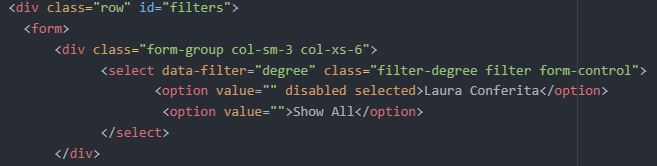 <div class="row" id="filters">
<form>
<div class="form-group col-sm-3 col-xs-6">
<select data-filter="degree" class="filter-degree filter form-control">
<option value="" disabled selected>Laura Conferita</option>
<option value="">Show All</option>
</select>
</div>